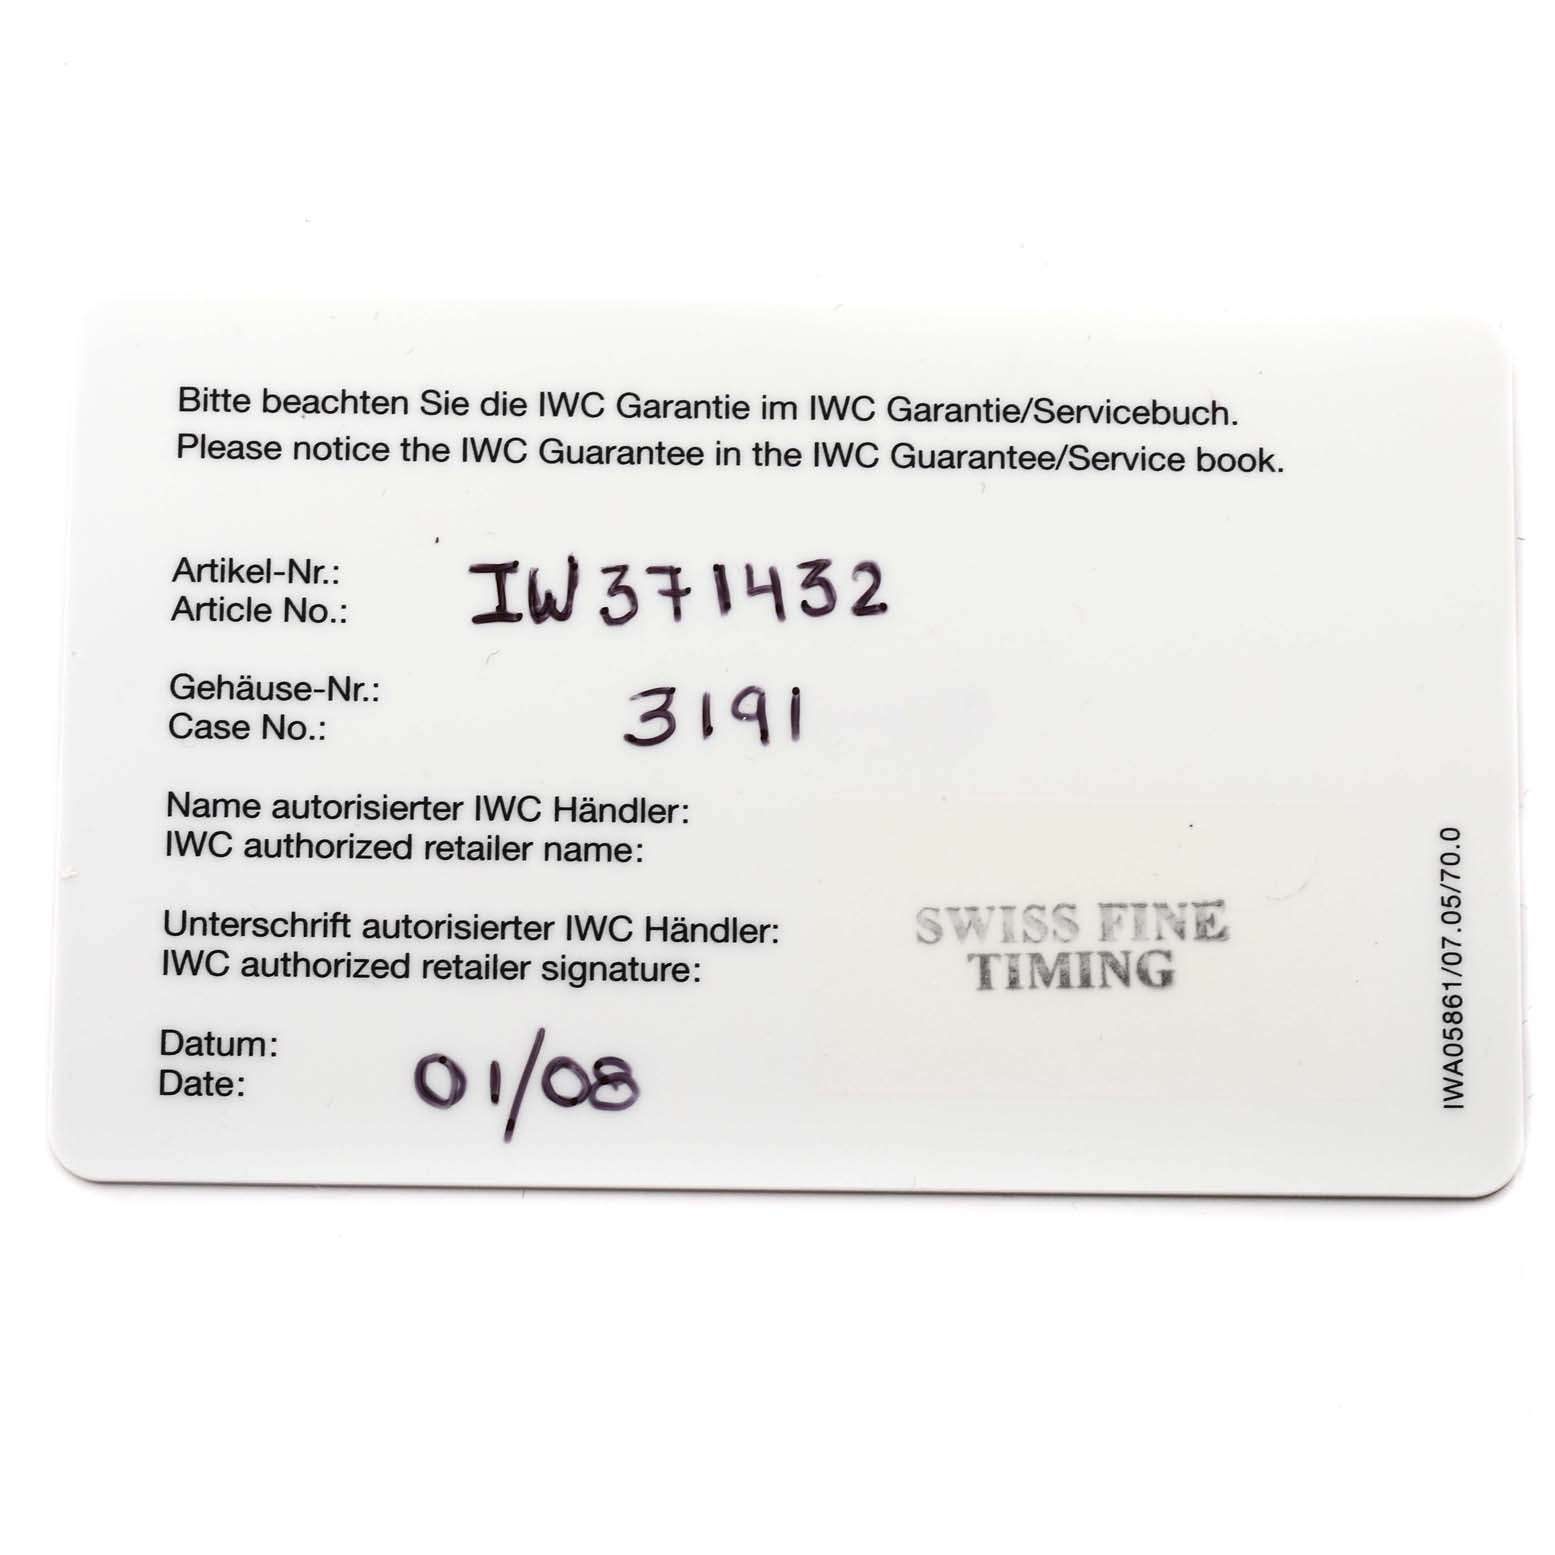 Bitte beachten Sie die IWC Garantie im IWC Garantie/Servicebuch.
Please notice the IWC Guarantee in the IWC Guarantee/Service book.
Artikel-Nr.:
Article No.: IW371432
Gehäuse-Nr.:
Case No.: 3191
Name autorisierter IWC Händler:
IWC authorized retailer name:
Unterschrift autorisierter IWC Händler:
IWC authorized retailer signature:
SWISS FINE
TIMING
Datum:
Date: 01/08
IWA05861/07.05/70.0